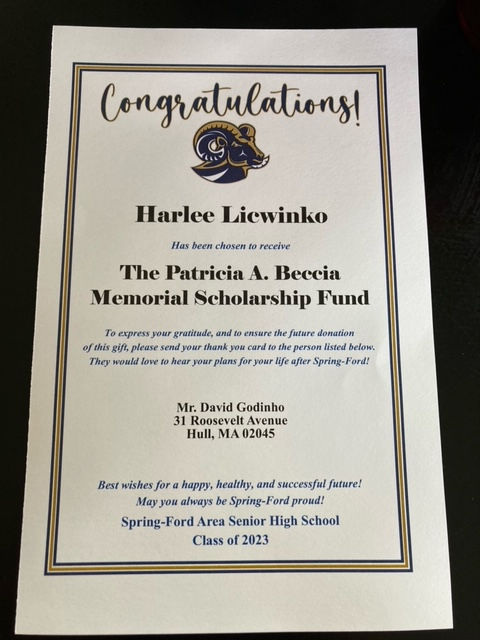 Congratulations!
Harlee Licwinko
Has been chosen to receive
The Patricia A. Beccia
Memorial Scholarship Fund
To express your gratitude, and to ensure the future donation
of this gift, please send your thank you card to the person listed below.
They would love to hear your plans for your life after Spring-Ford!
Mr. David Godinho
31 Roosevelt Avenue
Hull, MA 02045
Best wishes for a happy, healthy, and successful future!
May you always be Spring-Ford proud!
Spring-Ford Area Senior High School
Class of 2023